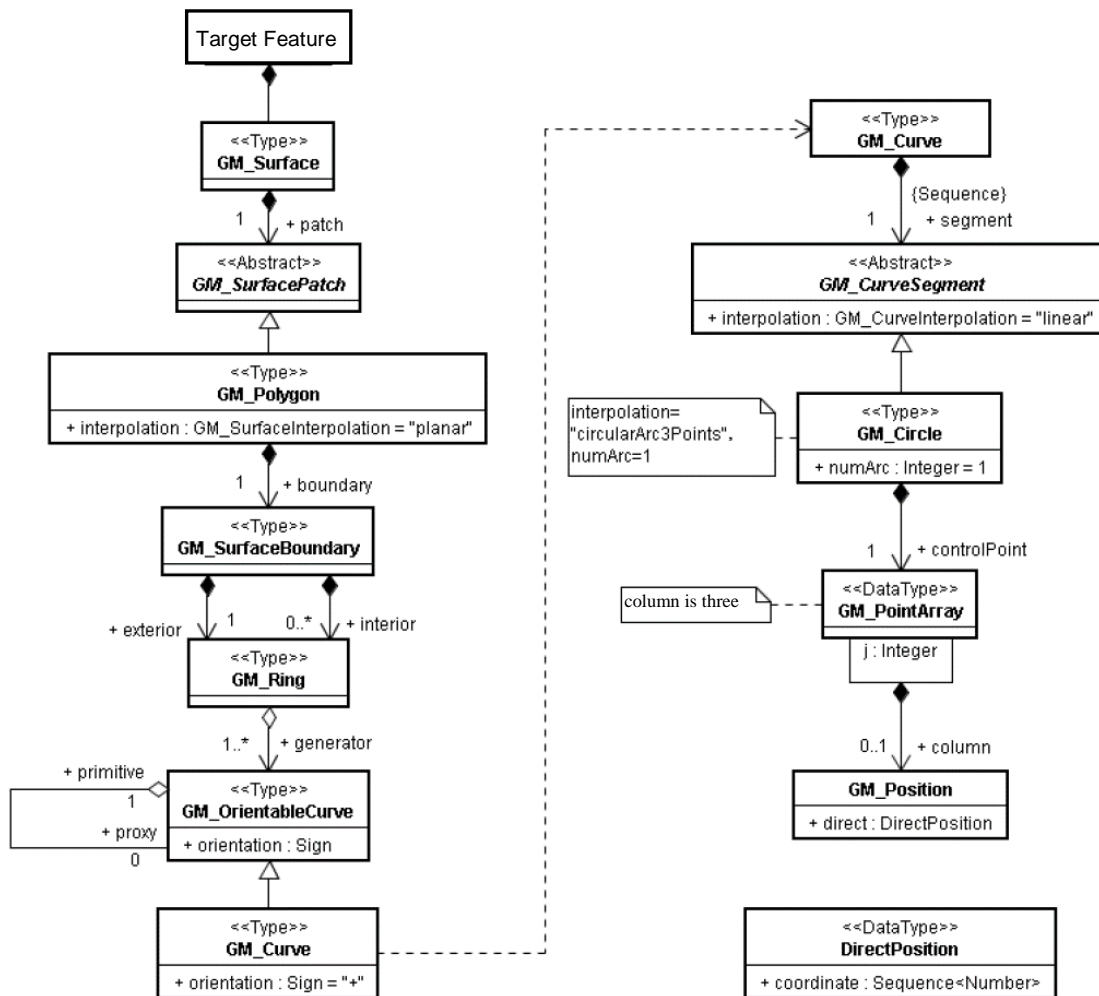 Target Feature
<<Type>>
GM_Surface
1
+ patch
<<Abstract>>
GM_SurfacePatch
<<Type>>
GM_Polygon
+ interpolation : GM_SurfaceInterpolation = "planar"
1
+ boundary
<<Type>>
GM_SurfaceBoundary
+ exterior
1
0..*
+ interior
<<Type>>
GM_Ring
1..*
+ generator
+ primitive
1
+ proxy
0
<<Type>>
GM_OrientableCurve
+ orientation : Sign
<<Type>>
GM_Curve
+ orientation : Sign = "+"
<<Type>>
GM_Curve
{Sequence}
1
+ segment
<<Abstract>>
GM_CurveSegment
+ interpolation : GM_CurveInterpolation = "linear"
interpolation=
"circularArc3Points",
numArc=1
<<Type>>
GM_Circle
+ numArc : Integer = 1
1
+ controlPoint
column is three
<<DataType>>
GM_PointArray
j : Integer
0..1
+ column
GM_Position
+ direct : DirectPosition
<<DataType>>
DirectPosition
+ coordinate : Sequence<Number>